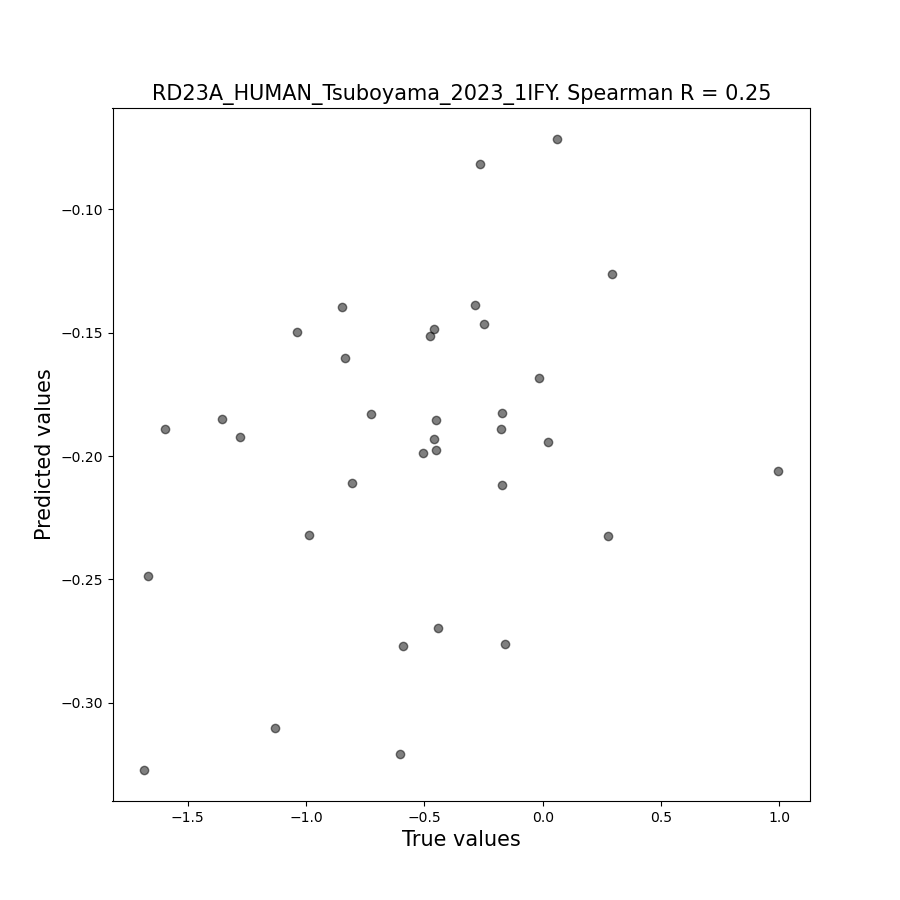 RD23A_HUMAN_Tsuboyama_2023_1IFY. Spearman R = 0.25
Predicted values
−0.10
−0.15
−0.20
−0.25
−0.30
−1.5 −1.0 −0.5 0.0 0.5 1.0
True values